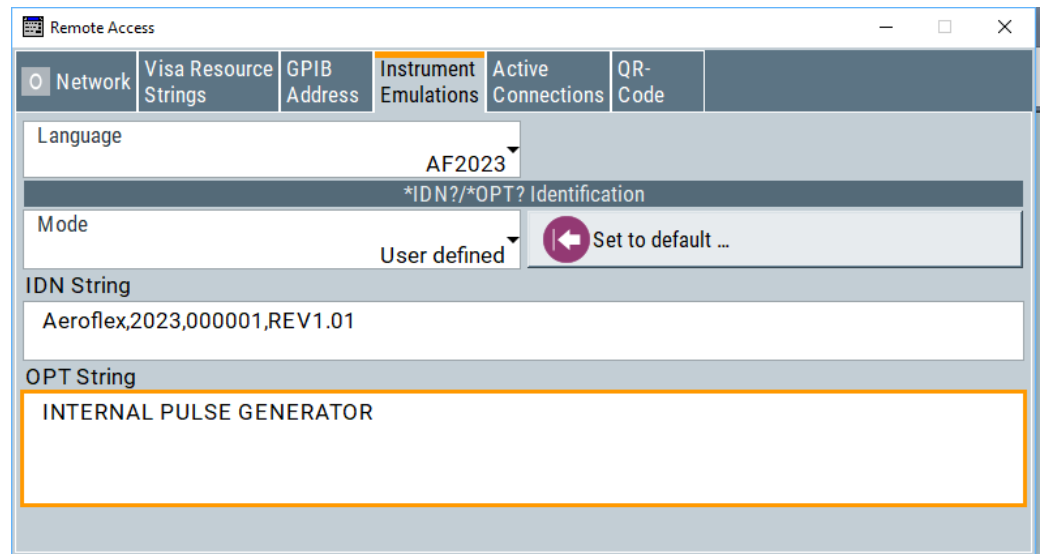 Remote Access
O Network
Visa Resource
Strings
GPIB
Address
Instrument
Emulations
Active
Connections
QR-
Code
Language
AF2023
*IDN?/*OPT? Identification
Mode
User defined
Set to default ...
IDN String
Aeroflex,2023,000001,REV1.01
OPT String
INTERNAL PULSE GENERATOR